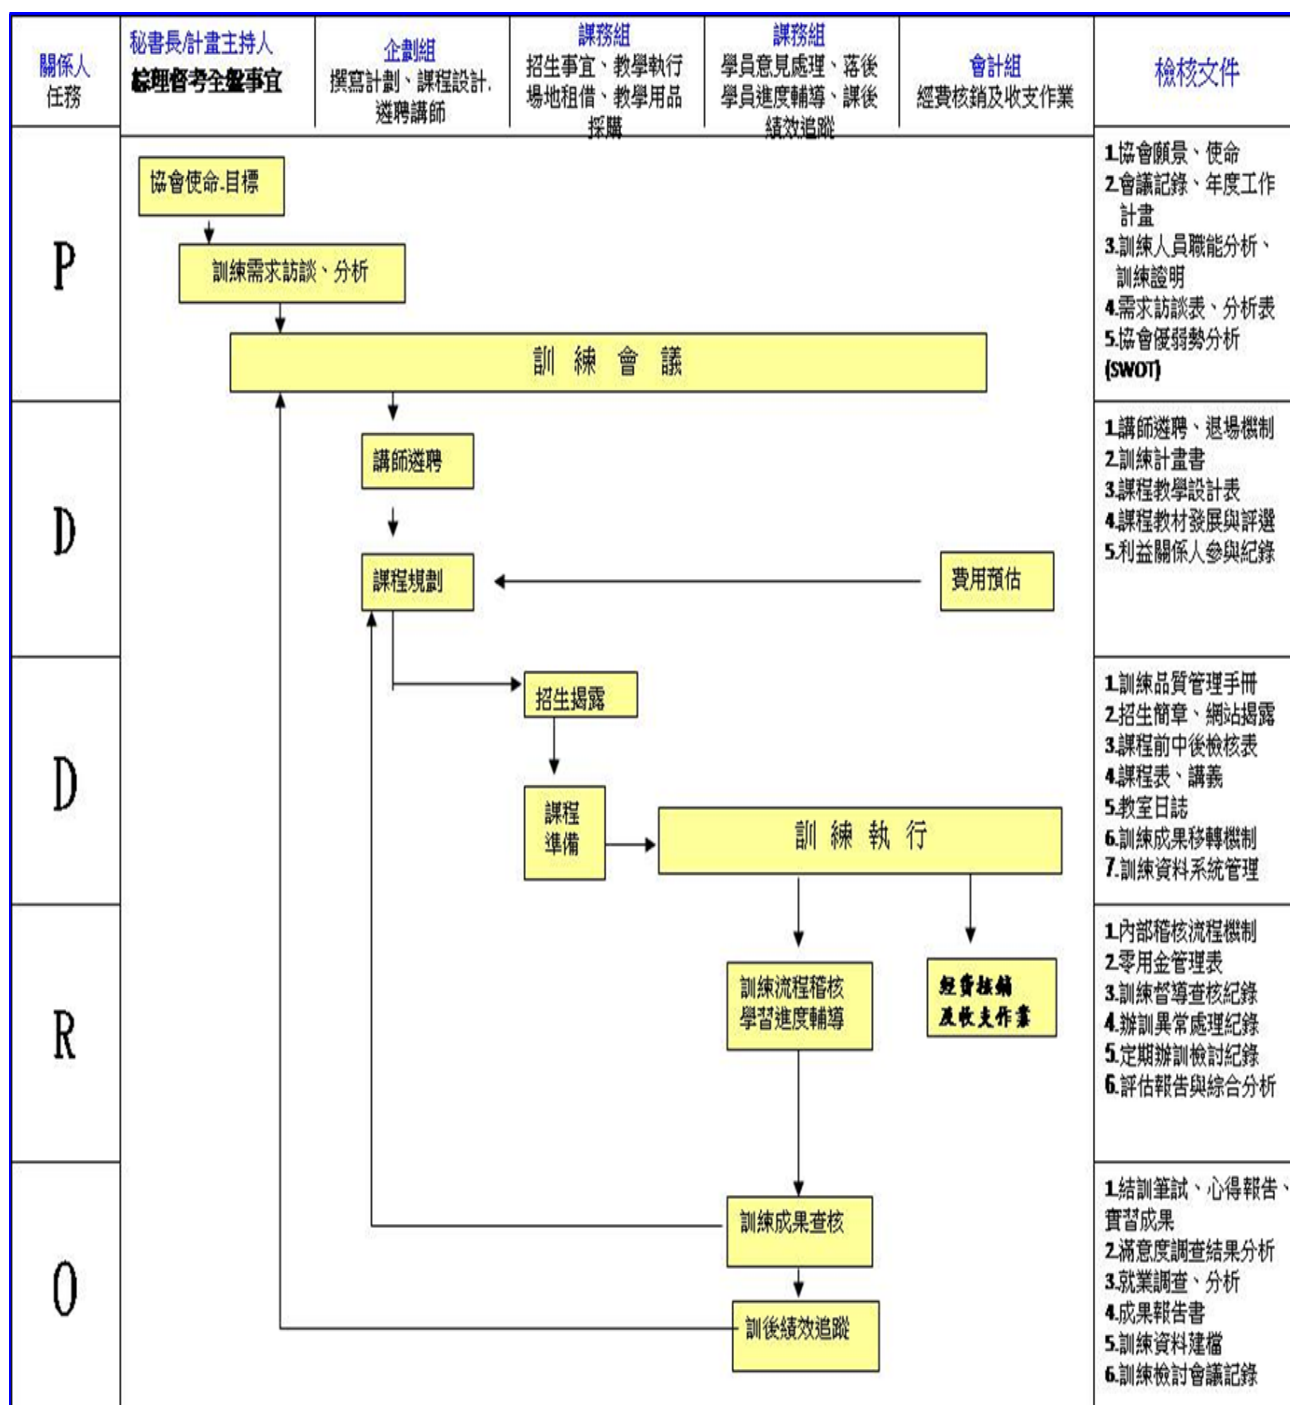 關係人
任務
秘書長/計畫主持人
綜理督考全盤事宜
企劃組
撰寫計劃、課程設計.
遴聘講師
課務組
招生事宜、教學執行
場地租借、教學用品
採購
課務組
學員意見處理、落後
學員進度輔導、課後
績效追蹤
會計組
經費核銷及收支作業
檢核文件
P
協會使命.目標
訓練需求訪談、分析
訓 練 會 議
1.協會願景、使命
2.會議記錄、年度工作
計畫
3.訓練人員職能分析、
訓練證明
4.需求訪談表、分析表
5.協會優弱勢分析
(SWOT)
D
講師遴聘
課程規劃
費用預估
1.講師遴聘、退場機制
2.訓練計畫書
3.課程教學設計表
4.課程教材發展與評選
5.利益關係人參與紀錄
D
招生揭露
課程
準備
訓 練 執 行
1.訓練品質管理手冊
2.招生簡章、網站揭露
3.課程前中後檢核表
4.課程表、講義
5.教室日誌
6.訓練成果移轉機制
7.訓練資料系統管理
R
訓練流程稽核
學習進度輔導
經費核銷
及收支作業
1.內部稽核流程機制
2.零用金管理表
3.訓練督導查核紀錄
4.辦訓異常處理紀錄
5.定期辦訓檢討紀錄
6.評估報告與綜合分析
O
訓練成果查核
訓後績效追蹤
1.結訓筆試、心得報告、
實習成果
2.滿意度調查結果分析
3.就業調查、分析
4.成果報告書
5.訓練資料建檔
6.訓練檢討會議記錄